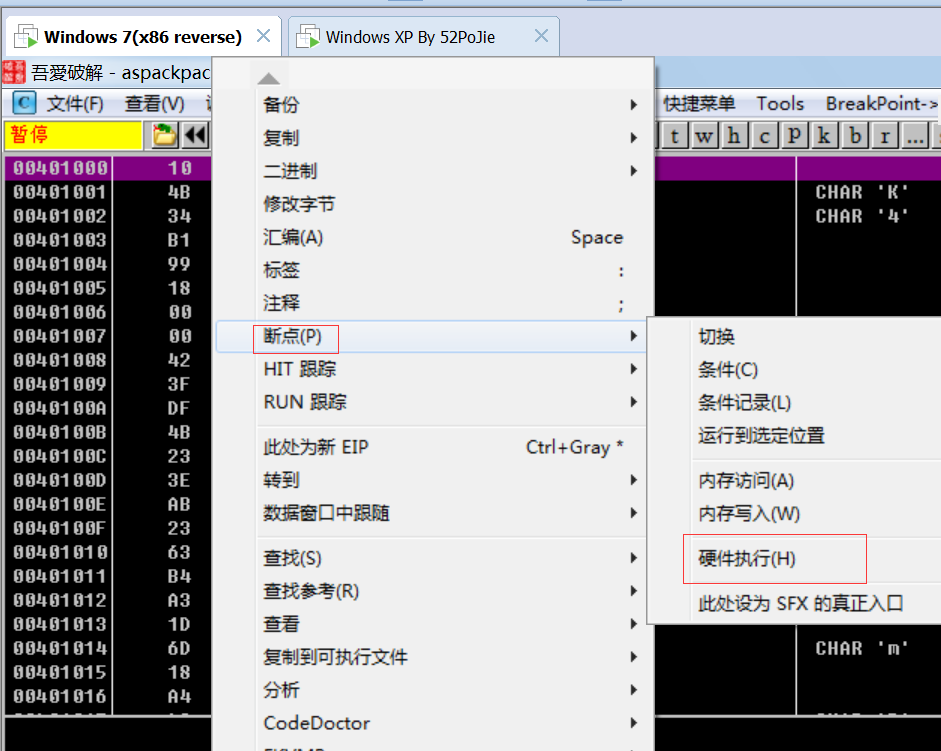 Windows 7(x86 reverse)
Windows XP By 52PoJie
吾愛破解 - aspackpac
C 文件(F) 查看(V)
快捷菜单 Tools BreakPoint->
暂停
t w h c p k b r ...
00401000 10
00401001 4B CHAR 'K'
00401002 34 CHAR '4'
00401003 B1
00401004 99
00401005 18
00401006 00
00401007 00
00401008 42
00401009 3F
0040100A DF
0040100B 4B
0040100C 23
0040100D 3E
0040100E AB
0040100F 23
00401010 63
00401011 B4
00401012 A3
00401013 1D
00401014 6D CHAR 'm'
00401015 18
00401016 A4
备份
复制
二进制
修改字节
汇编(A) Space
标签 :
注释 ;
断点(P)
HIT 跟踪
RUN 跟踪
此处为新 EIP Ctrl+Gray *
转到
数据窗口中跟随
查找(S)
查找参考(R)
查看
复制到可执行文件
分析
CodeDoctor
切换
条件(C)
条件记录(L)
运行到选定位置
内存访问(A)
内存写入(W)
硬件执行(H)
此处设为 SFX 的真正入口